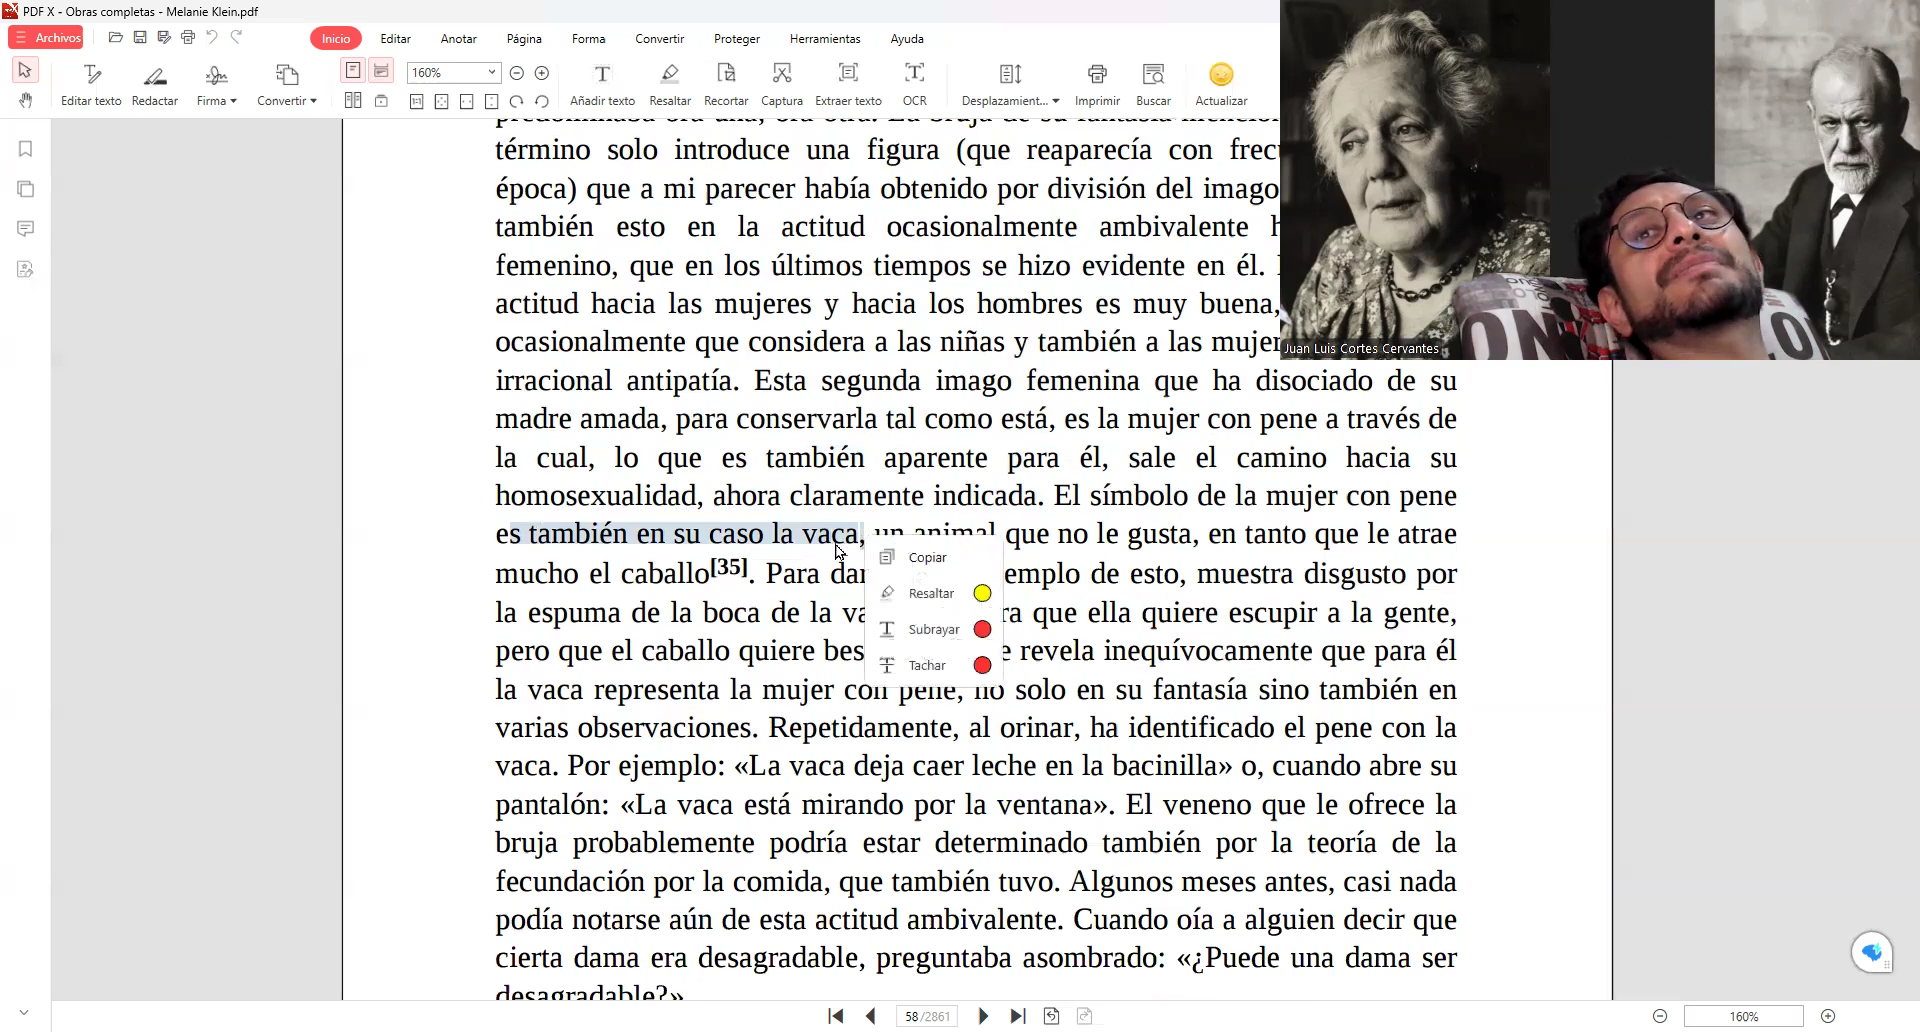 PDF X - Obras completas - Melanie Klein.pdf
Archivos
Inicio Editar Anotar Página Forma Convertir Proteger Herramientas Ayuda
160%
Editar texto Redactar Firma Convertir Añadir texto Resaltar Recortar Captura Extraer texto OCR Desplazamient... Imprimir Buscar Actualizar
término solo introduce una figura (que reaparecía con frec
época) que a mi parecer había obtenido por división del imago
también esto en la actitud ocasionalmente ambivalente h
femenino, que en los últimos tiempos se hizo evidente en él.
actitud hacia las mujeres y hacia los hombres es muy buena,
ocasionalmente que considera a las niñas y también a las mujer
irracional antipatía. Esta segunda imago femenina que ha disociado de su
madre amada, para conservarla tal como está, es la mujer con pene a través de
la cual, lo que es también aparente para él, sale el camino hacia su
homosexualidad, ahora claramente indicada. El símbolo de la mujer con pene
es también en su caso la vaca, un animal que no le gusta, en tanto que le atrae
mucho el caballo[35]. Para dar emplo de esto, muestra disgusto por
la espuma de la boca de la va ra que ella quiere escupir a la gente,
pero que el caballo quiere bes e revela inequívocamente que para él
la vaca representa la mujer con pene, no solo en su fantasía sino también en
varias observaciones. Repetidamente, al orinar, ha identificado el pene con la
vaca. Por ejemplo: «La vaca deja caer leche en la bacinilla» o, cuando abre su
pantalón: «La vaca está mirando por la ventana». El veneno que le ofrece la
bruja probablemente podría estar determinado también por la teoría de la
fecundación por la comida, que también tuvo. Algunos meses antes, casi nada
podía notarse aún de esta actitud ambivalente. Cuando oía a alguien decir que
cierta dama era desagradable, preguntaba asombrado: «¿Puede una dama ser
desagradable?»
Copiar
Resaltar
Subrayar
Tachar
Juan Luis Cortes Cervantes
58 /2861
160%